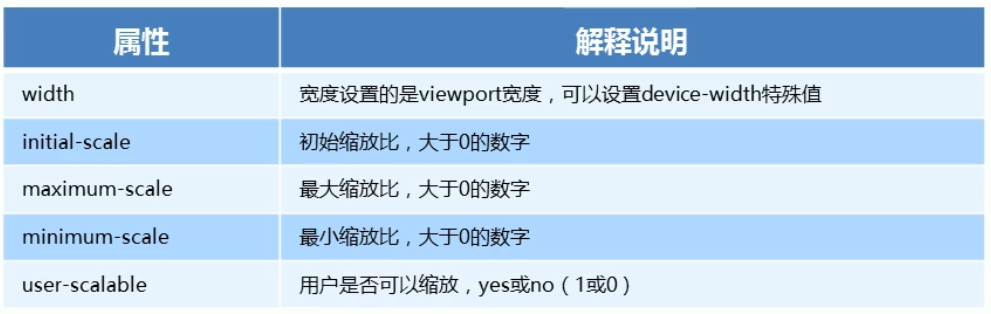 属性 解释说明
width 宽度设置的是viewport宽度，可以设置device-width特殊值
initial-scale 初始缩放比，大于0的数字
maximum-scale 最大缩放比，大于0的数字
minimum-scale 最小缩放比，大于0的数字
user-scalable 用户是否可以缩放，yes或no（1或0）